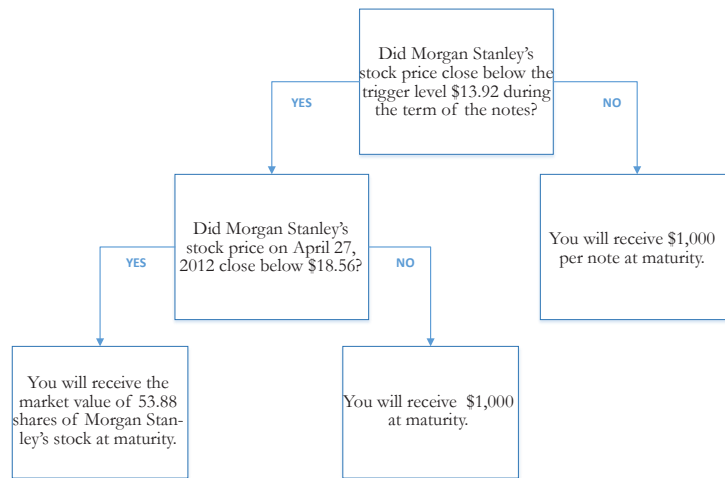 Did Morgan Stanley's
stock price close below the
trigger level $13.92 during
the term of the notes?
YES
NO
Did Morgan Stanley's
stock price on April 27,
2012 close below $18.56?
You will receive $1,000
per note at maturity.
YES
NO
You will receive the
market value of 53.88
shares of Morgan Stan-
ley's stock at maturity.
You will receive $1,000
at maturity.